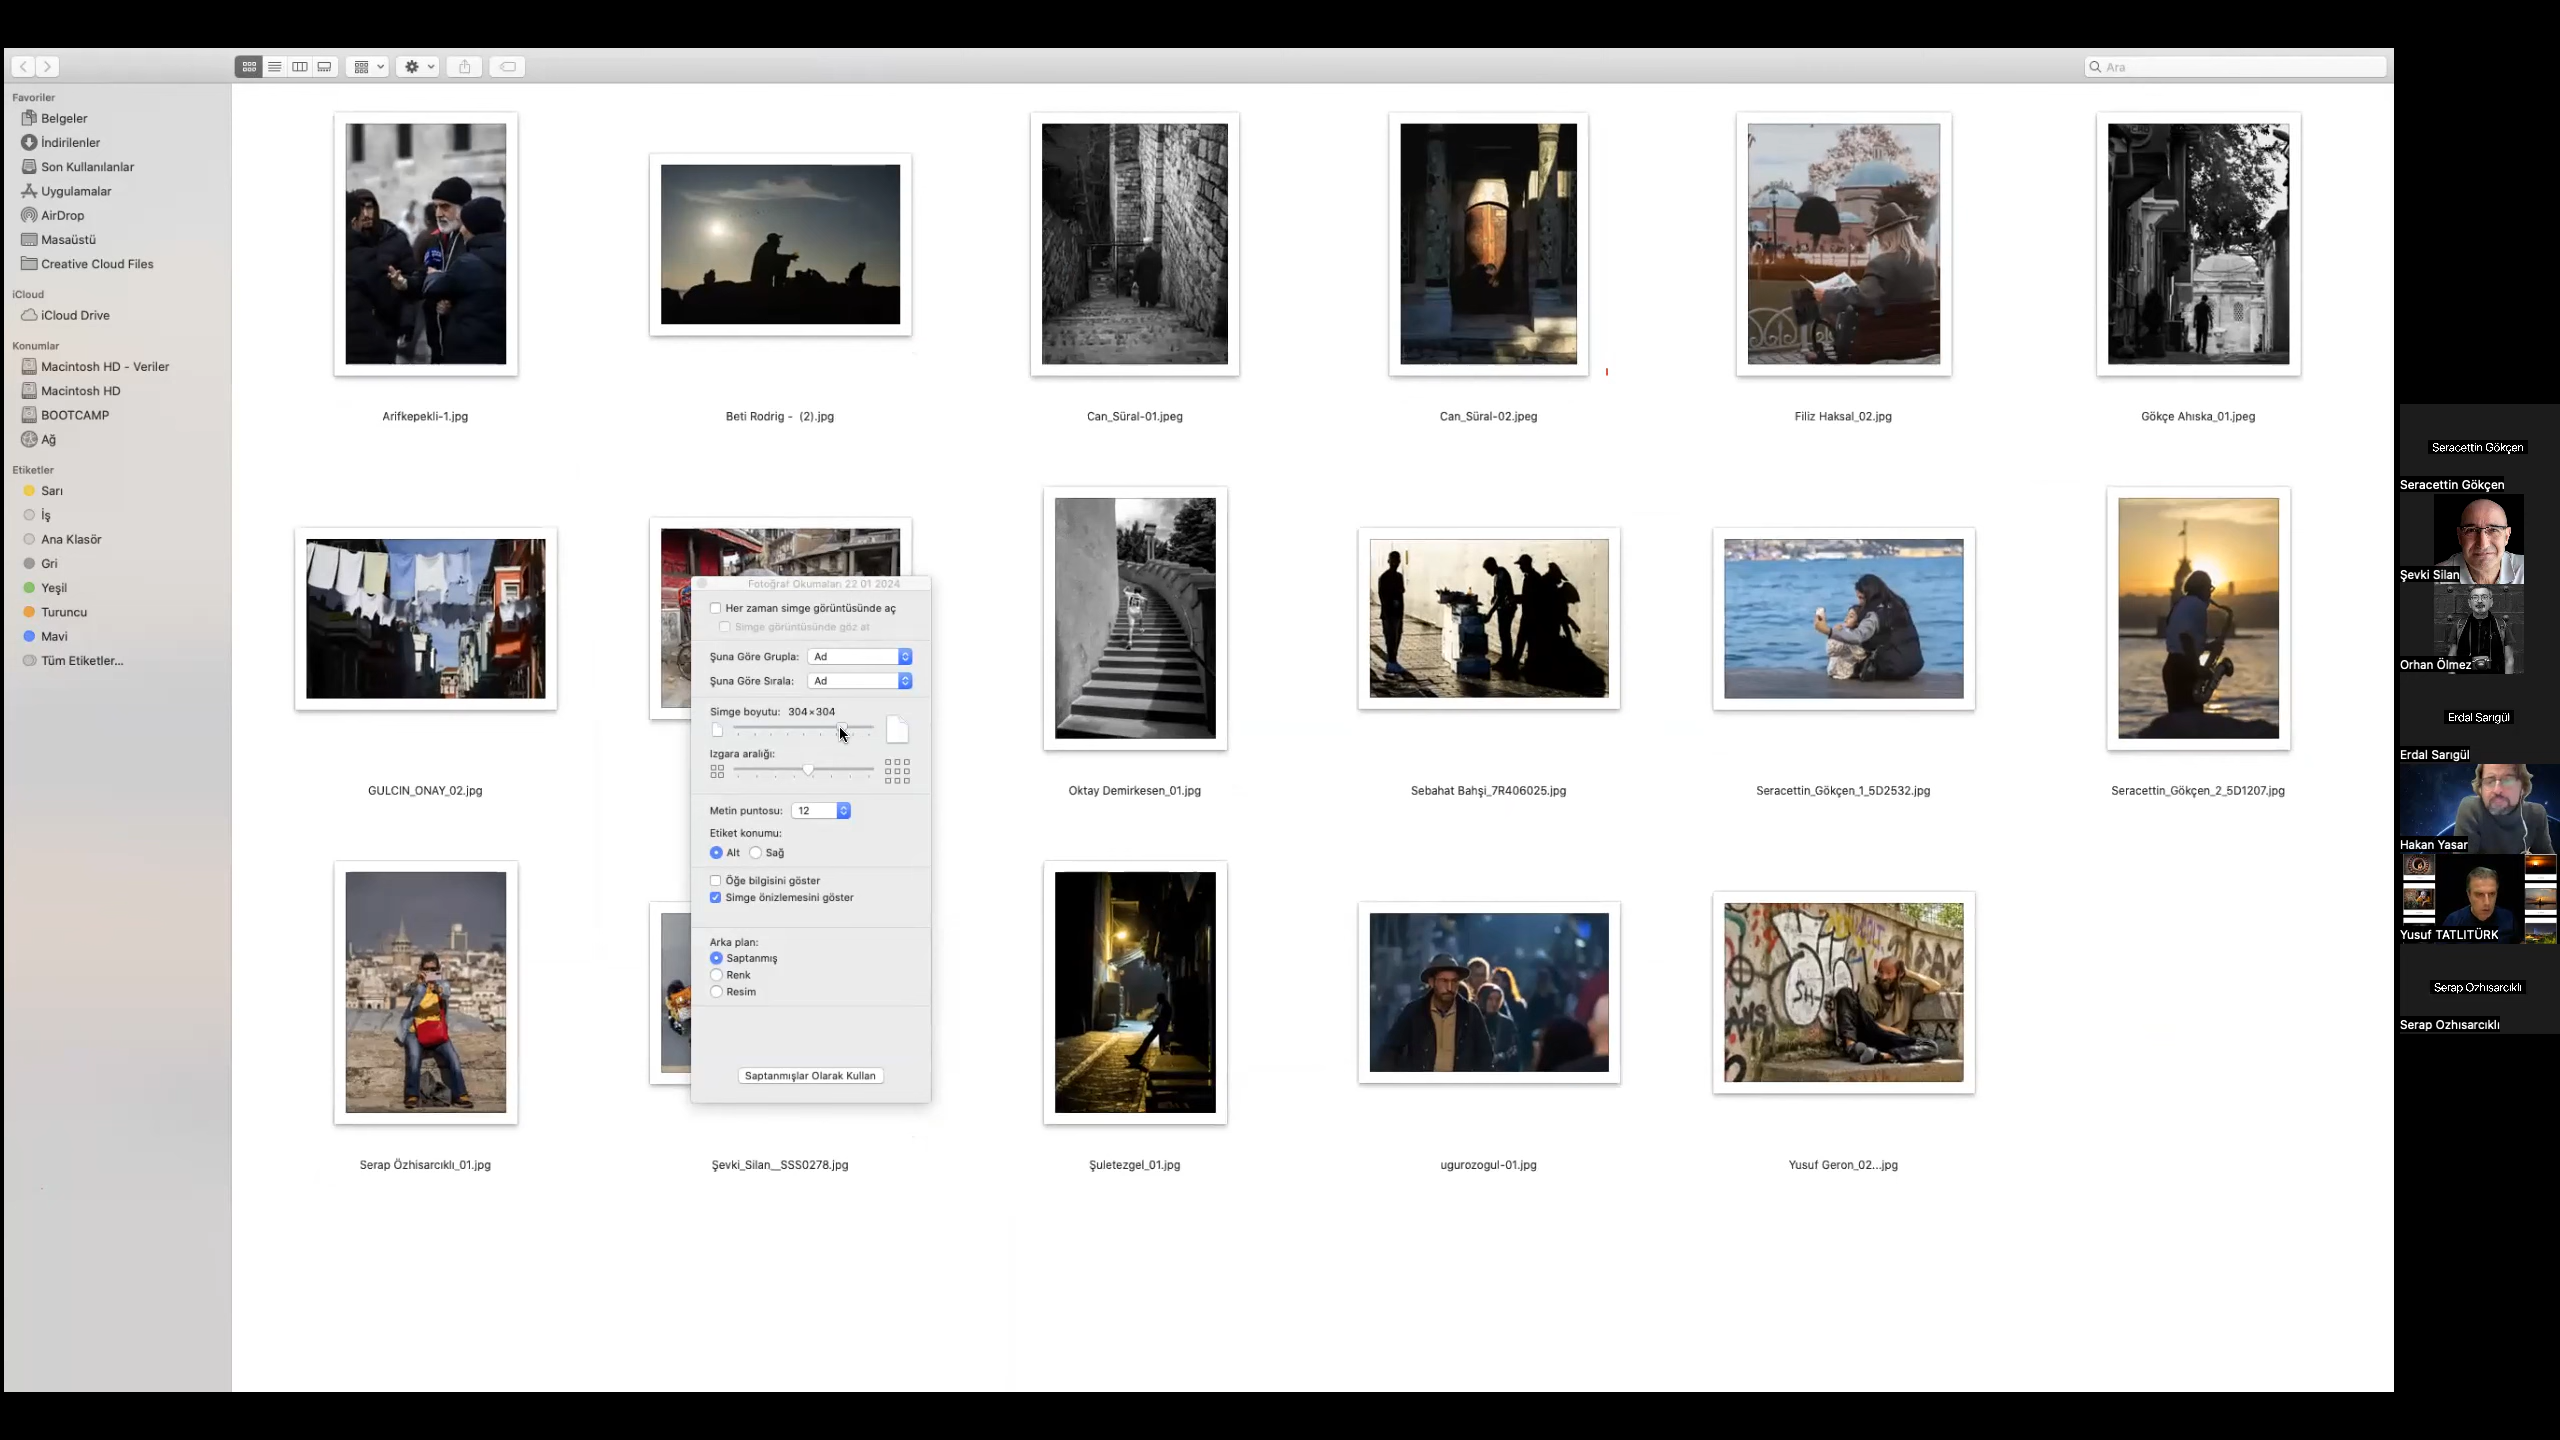 Ara
Favoriler
Belgeler
İndirilenler
Son Kullanılanlar
Uygulamalar
AirDrop
Masaüstü
Creative Cloud Files
iCloud
iCloud Drive
Konumlar
Macintosh HD - Veriler
Macintosh HD
BOOTCAMP
Ağ
Etiketler
Sarı
İş
Ana Klasör
Gri
Yeşil
Turuncu
Mavi
Tüm Etiketler...
Arifkepekli-1.jpg
Beti Rodrig - (2).jpg
Can_Süral-01.jpeg
Can_Süral-02.jpeg
Filiz Haksal_02.jpg
Gökçe Ahıska_01.jpeg
GULCIN_ONAY_02.jpg
Oktay Demirkesen_01.jpg
Sebahat Bahşi_7R406025.jpg
Seracettin_Gökçen_1_5D2532.jpg
Seracettin_Gökçen_2_5D1207.jpg
Serap Özhisarcıklı_01.jpg
Şevki_Silan__SSS0278.jpg
Şuletezgel_01.jpg
ugurozogul-01.jpg
Yusuf Geron_02...jpg
Fotoğraf Okumaları 22 01 2024
Her zaman simge görüntüsünde aç
Simge görüntüsünde göz at
Şuna Göre Grupla: Ad
Şuna Göre Sırala: Ad
Simge boyutu: 304×304
Izgara aralığı:
Metin puntosu: 12
Etiket konumu:
Alt Sağ
Öğe bilgisini göster
Simge önizlemesini göster
Arka plan:
Saptanmış
Renk
Resim
Saptanmışlar Olarak Kullan
Seracettin Gökçen
Seracettin Gökçen
Şevki Silan
Orhan Ölmez
Erdal Sarıgül
Erdal Sarıgül
Hakan Yasar
Yusuf TATLITÜRK
Serap Ozhısarcıklı
Serap Ozhısarcıklı